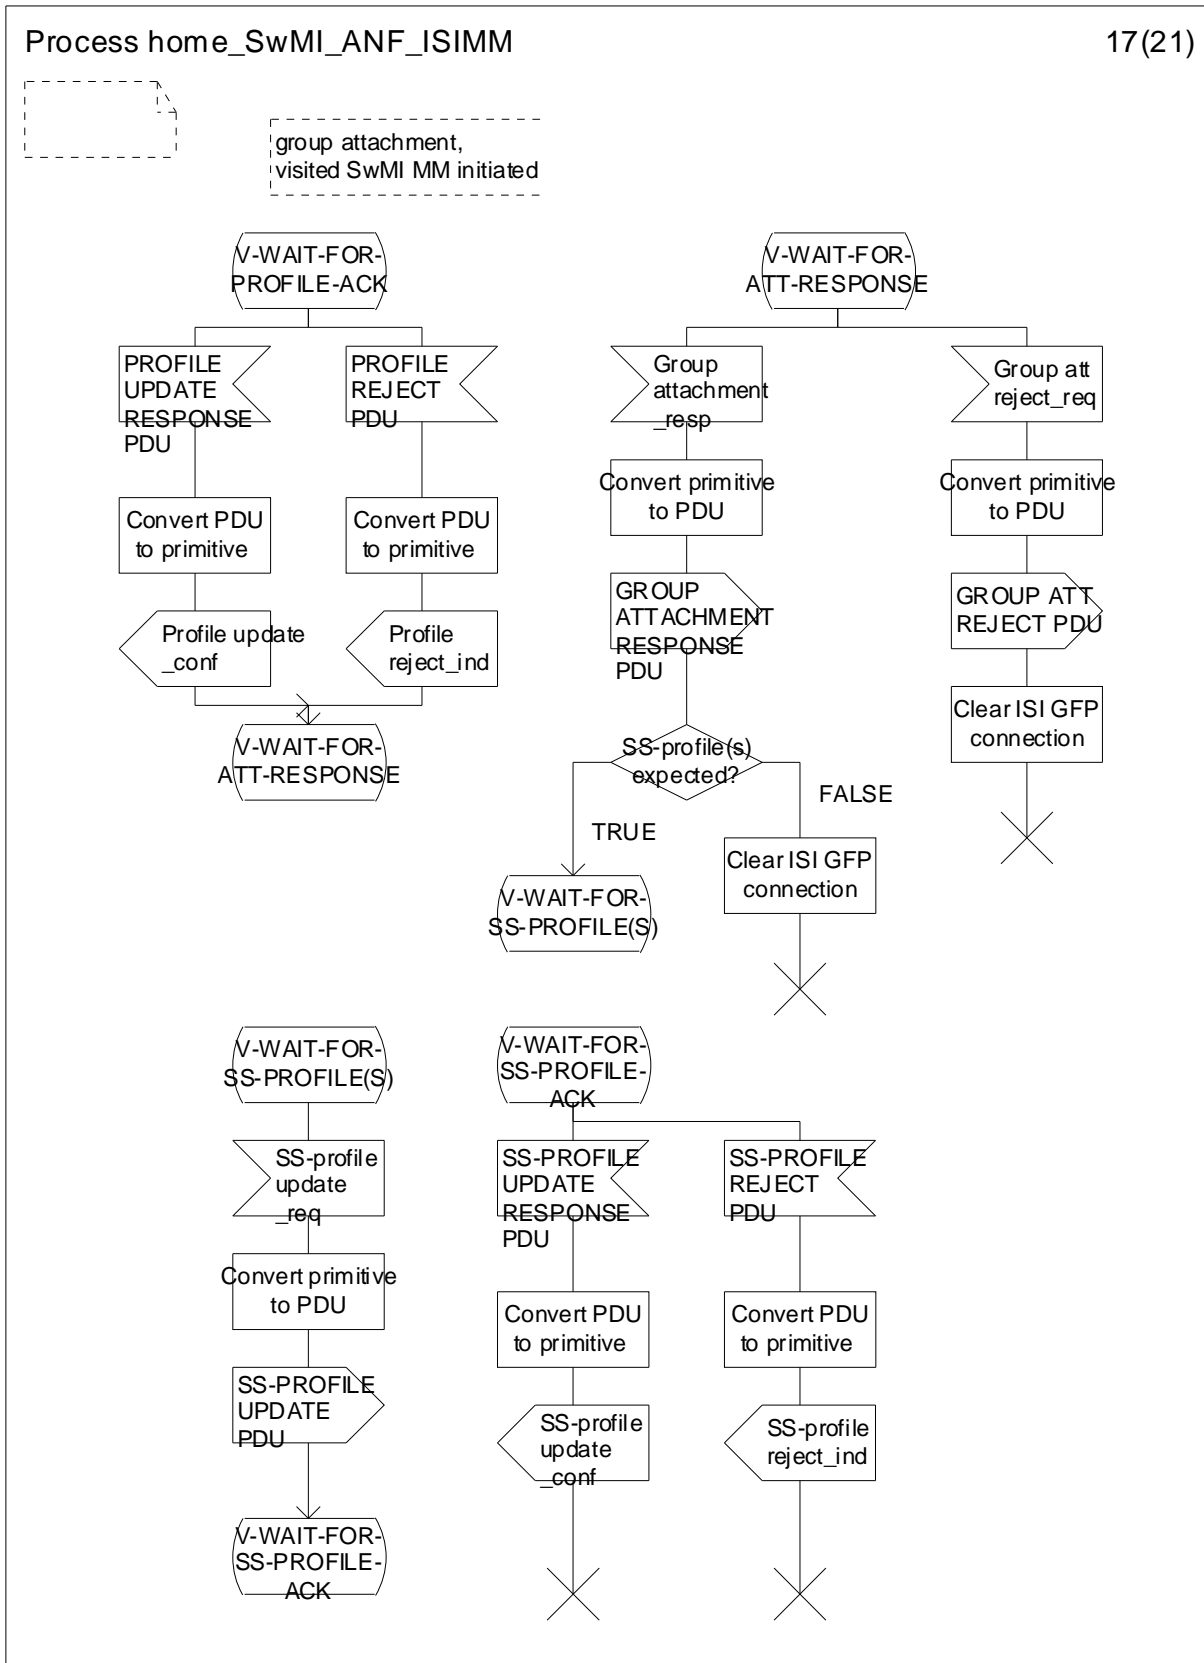 Process home_SwMI_ANF_ISIMM
17(21)
group attachment,
visited SwMI MM initiated
V-WAIT-FOR-
PROFILE-ACK
V-WAIT-FOR-
ATT-RESPONSE
PROFILE
UPDATE
RESPONSE
PDU
PROFILE
REJECT
PDU
Group
attachment
_resp
Group att
reject_req
Convert PDU
to primitive
Convert PDU
to primitive
Convert primitive
to PDU
Convert primitive
to PDU
Profile update
_conf
Profile
reject_ind
GROUP
ATTACHMENT
RESPONSE
PDU
GROUP ATT
REJECT PDU
V-WAIT-FOR-
ATT-RESPONSE
SS-profile(s)
expected?
Clear ISI GFP
connection
TRUE
FALSE
V-WAIT-FOR-
SS-PROFILE(S)
Clear ISI GFP
connection
V-WAIT-FOR-
SS-PROFILE(S)
V-WAIT-FOR-
SS-PROFILE-
ACK
SS-profile
update
_req
SS-PROFILE
UPDATE
RESPONSE
PDU
SS-PROFILE
REJECT
PDU
Convert primitive
to PDU
Convert PDU
to primitive
Convert PDU
to primitive
SS-PROFILE
UPDATE
PDU
SS-profile
update
_conf
SS-profile
reject_ind
V-WAIT-FOR-
SS-PROFILE-
ACK